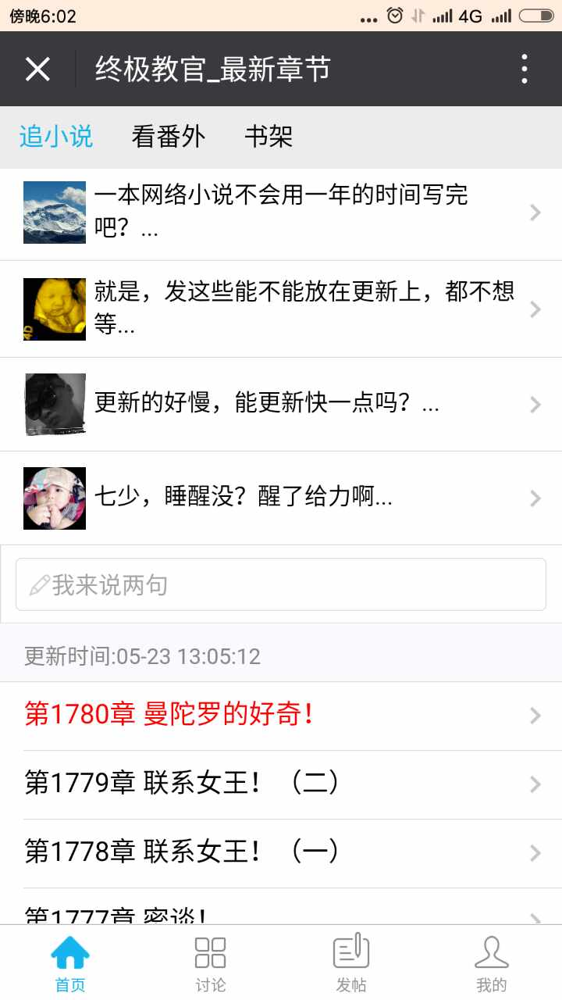 傍晚6:02
4G
终极教官_最新章节
追小说 看番外 书架
一本网络小说不会用一年的时间写完
吧？...
就是，发这些能不能放在更新上，都不想
等...
更新的好慢，能更新快一点吗？...
七少，睡醒没？醒了给力啊...
我来说两句
更新时间:05-23 13:05:12
第1780章 曼陀罗的好奇！
第1779章 联系女王！（二）
第1778章 联系女王！（一）
第1777章 密谈！
首页 讨论 发帖 我的